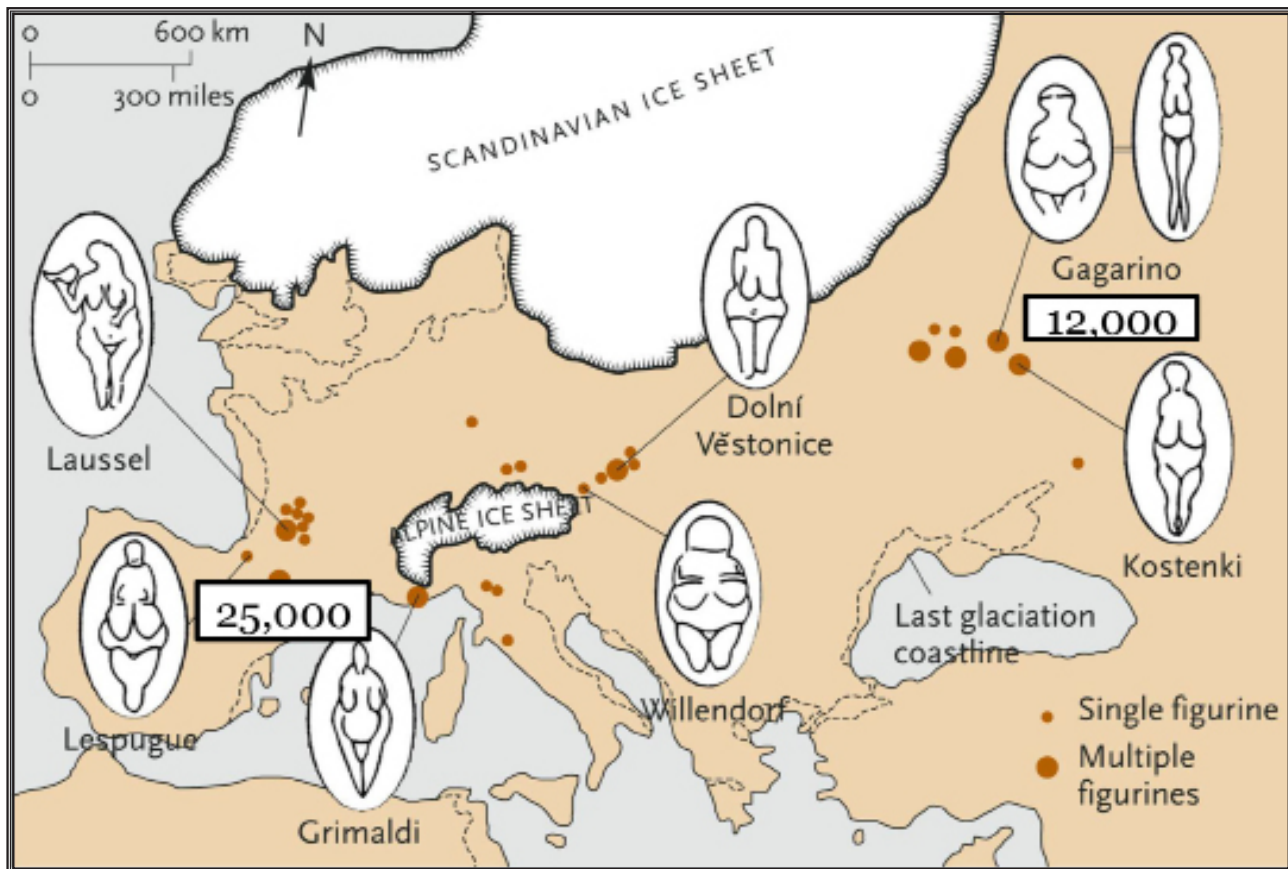 0 600 km
0 300 miles
N
SCANDINAVIAN ICE SHEET
Gagarino
12,000
Laussel
Dolní
Věstonice
ALPINE ICE SHEET
Kostenki
25,000
Last glaciation
coastline
Lespugue
Willendorf
Grimaldi
Single figurine
Multiple
figurines